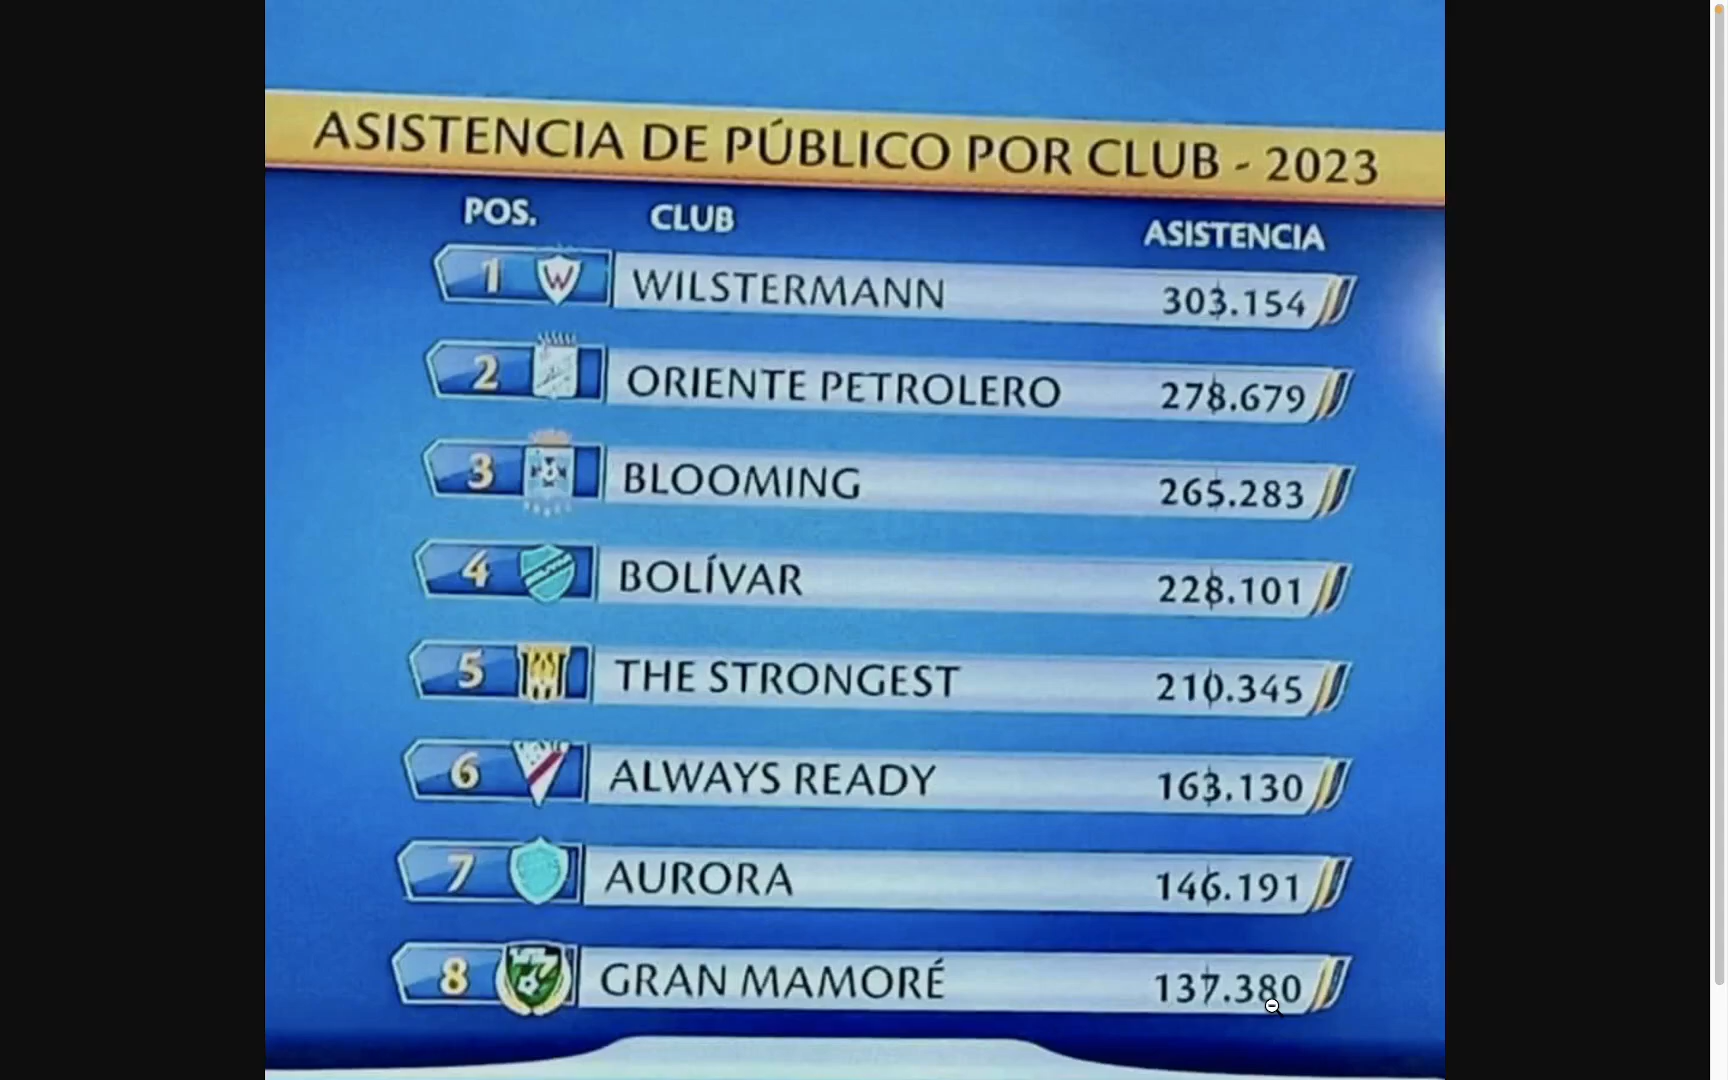 ASISTENCIA DE PÚBLICO POR CLUB - 2023
POS. CLUB ASISTENCIA
1 W WILSTERMANN 303.154
2 ORIENTE PETROLERO 278.679
3 BLOOMING 265.283
4 BOLÍVAR 228.101
5 THE STRONGEST 210.345
6 ALWAYS READY 163.130
7 AURORA 146.191
8 GRAN MAMORÉ 137.380